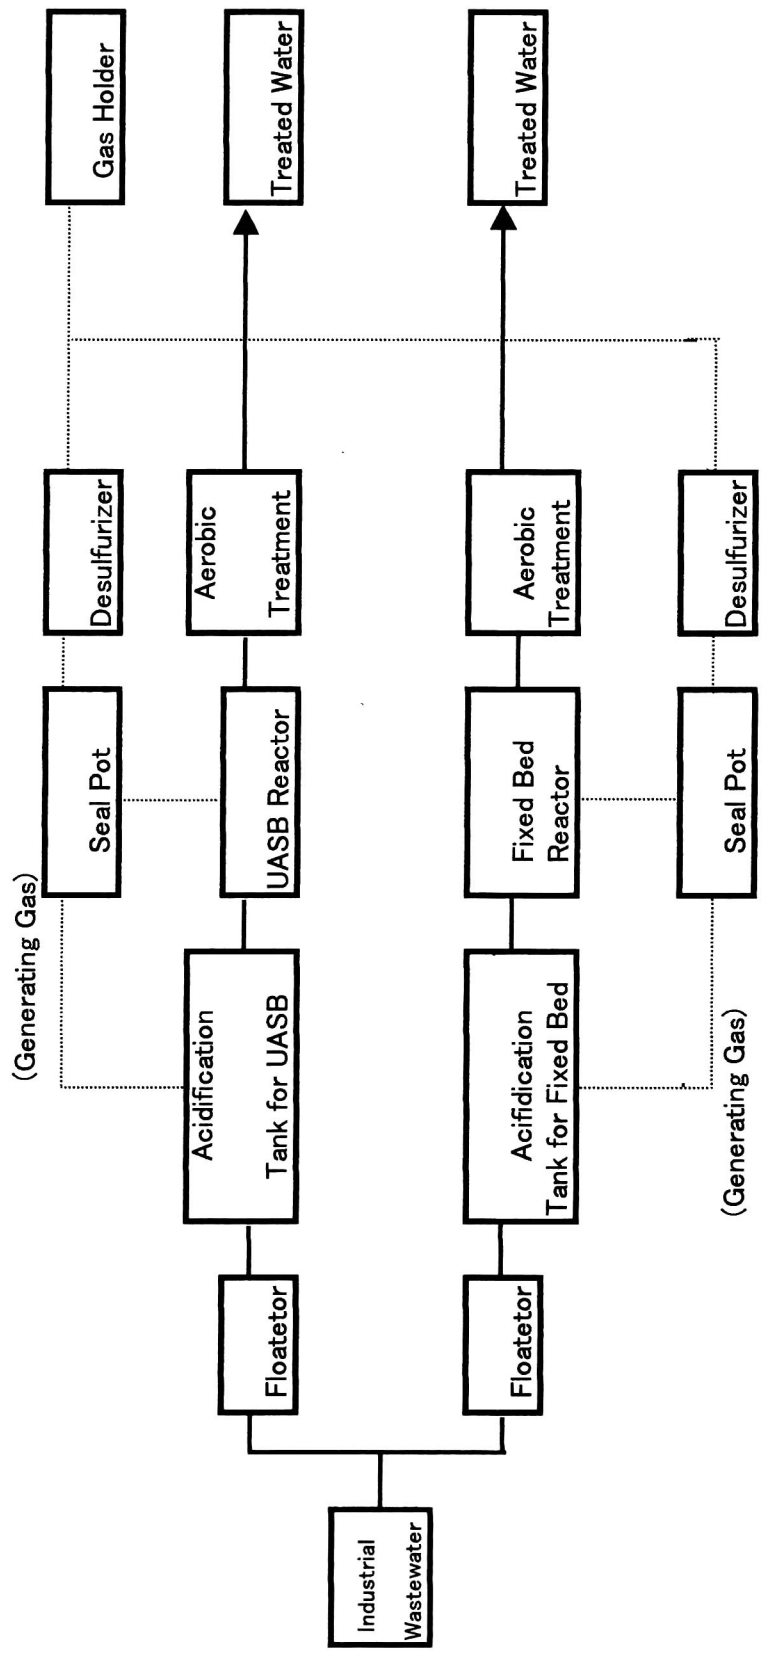 (Generating Gas)
Seal Pot
Desulfurizer
Gas Holder
Floatetor
Acidification
Tank for UASB
UASB Reactor
Aerobic
Treatment
Treated Water
Industrial
Wastewater
Floatetor
Acifidication
Tank for Fixed Bed
Fixed Bed
Reactor
Aerobic
Treatment
Treated Water
Seal Pot
Desulfurizer
(Generating Gas)